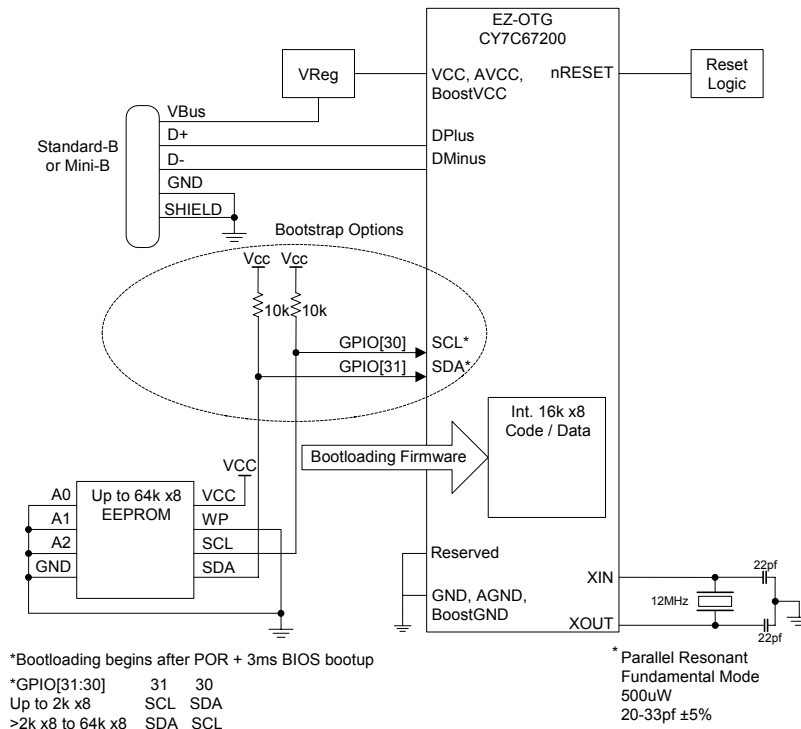 EZ-OTG
CY7C67200
VReg
VCC, AVCC,
BoostVCC
nRESET
Reset
Logic
VBus
D+
DPlus
Standard-B
or Mini-B
D-
DMinus
GND
SHIELD
Bootstrap Options
Vcc Vcc
10k 10k
GPIO[30]
SCL*
GPIO[31]
SDA*
Int. 16k x8
Code / Data
Bootloading Firmware
VCC
A0
Up to 64k x8
EEPROM
VCC
A1
WP
A2
SCL
GND
SDA
Reserved
GND, AGND,
BoostGND
XIN
22pf
12MHz
XOUT
22pf
*Bootloading begins after POR + 3ms BIOS bootup
*GPIO[31:30] 31 30
Up to 2k x8 SCL SDA
>2k x8 to 64k x8 SDA SCL
* Parallel Resonant
Fundamental Mode
500uW
20-33pf ±5%